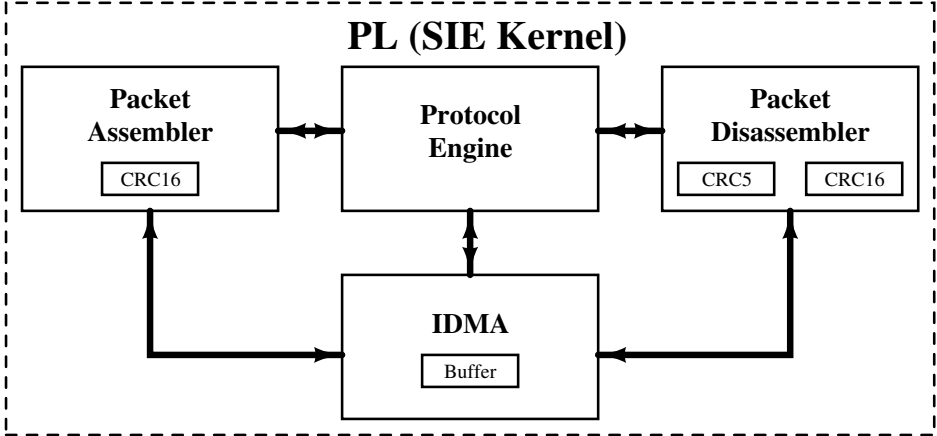 PL (SIE Kernel)
Packet
Assembler
CRC16
Protocol
Engine
Packet
Disassembler
CRC5 CRC16
IDMA
Buffer